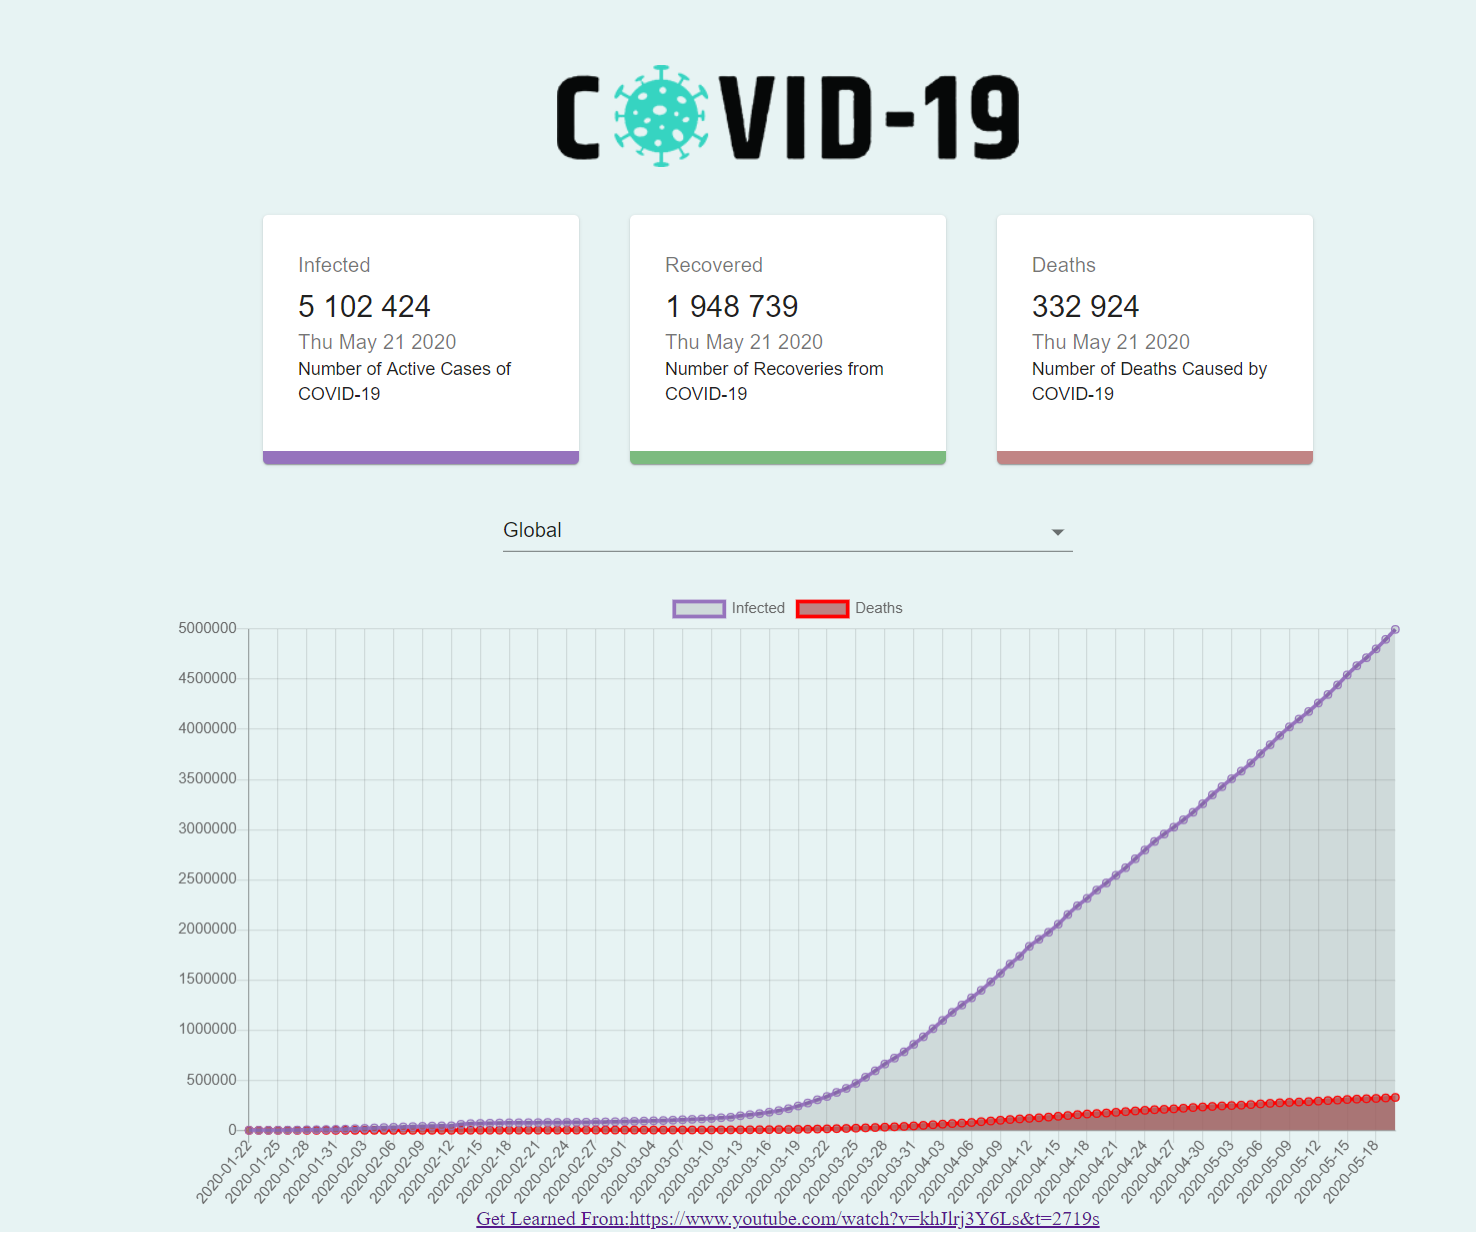 COVID-19
Infected
5 102 424
Thu May 21 2020
Number of Active Cases of
COVID-19
Recovered
1 948 739
Thu May 21 2020
Number of Recoveries from
COVID-19
Deaths
332 924
Thu May 21 2020
Number of Deaths Caused by
COVID-19
Global
Infected
Deaths
5000000
4500000
4000000
3500000
3000000
2500000
2000000
1500000
1000000
500000
0
2020-01-22
2020-01-25
2020-01-28
2020-01-31
2020-02-03
2020-02-06
2020-02-09
2020-02-12
2020-02-15
2020-02-18
2020-02-21
2020-02-24
2020-02-27
2020-03-01
2020-03-04
2020-03-07
2020-03-10
2020-03-13
2020-03-16
2020-03-19
2020-03-22
2020-03-25
2020-03-28
2020-03-31
2020-04-03
2020-04-06
2020-04-09
2020-04-12
2020-04-15
2020-04-18
2020-04-21
2020-04-24
2020-04-27
2020-04-30
2020-05-03
2020-05-06
2020-05-09
2020-05-12
2020-05-15
2020-05-18
Get Learned From:https://www.youtube.com/watch?v=khJlrj3Y6Ls&t=2719s